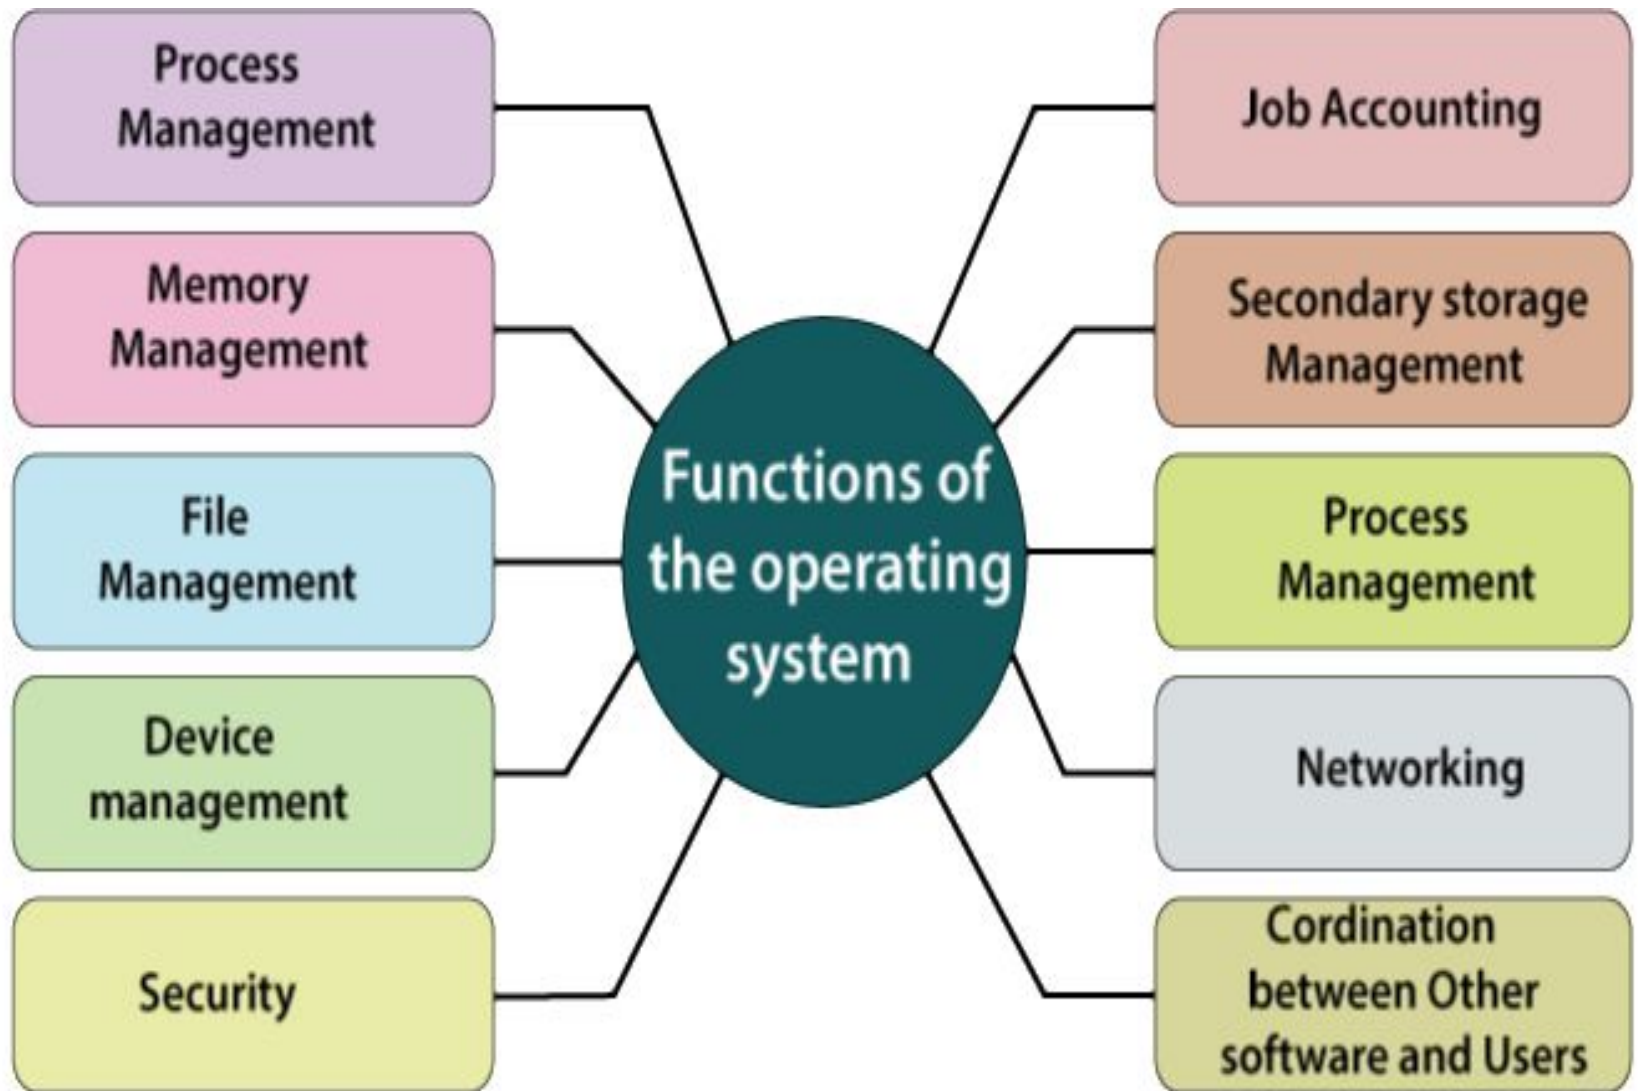 Process
Management
Memory
Management
File
Management
Device
management
Security
Functions of
the operating
system
Job Accounting
Secondary storage
Management
Process
Management
Networking
Cordination
between Other
software and Users